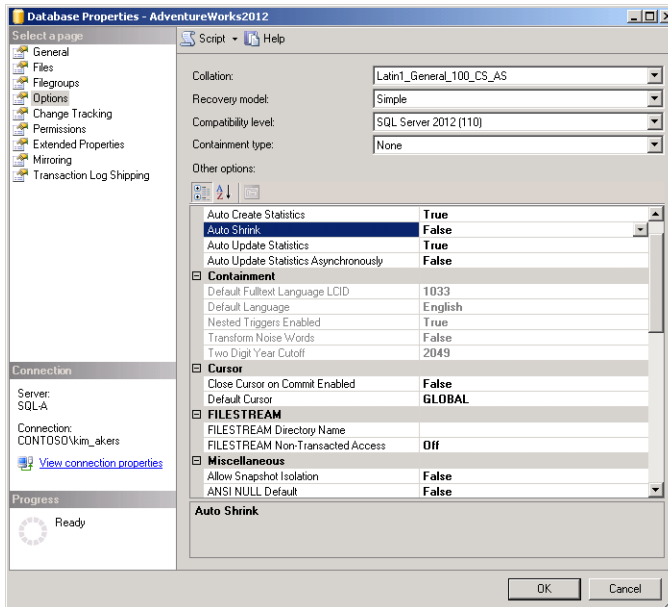 Database Properties - AdventureWorks2012
Select a page
General
Files
Filegroups
Options
Change Tracking
Permissions
Extended Properties
Mirroring
Transaction Log Shipping
Script Help
Collation: Latin1_General_100_CS_AS
Recovery model: Simple
Compatibility level: SQL Server 2012 (110)
Containment type: None
Other options:
Auto Create Statistics True
Auto Shrink False
Auto Update Statistics True
Auto Update Statistics Asynchronously False
Containment
Default Fulltext Language LCID 1033
Default Language English
Nested Triggers Enabled True
Transform Noise Words False
Two Digit Year Cutoff 2049
Cursor
Close Cursor on Commit Enabled False
Default Cursor GLOBAL
FILESTREAM
FILESTREAM Directory Name
FILESTREAM Non-Transacted Access Off
Miscellaneous
Allow Snapshot Isolation False
ANSI NULL Default False
Auto Shrink
Connection
Server:
SQL-A
Connection:
CONTOSO\kim_akers
View connection properties
Progress
Ready
OK Cancel